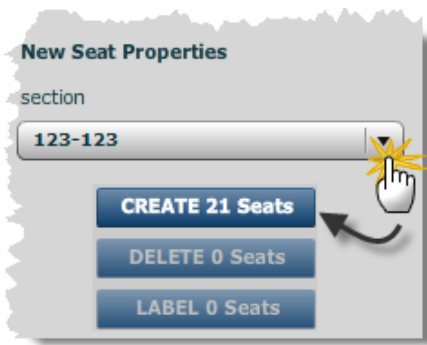 New Seat Properties
section
123-123
CREATE 21 Seats
DELETE 0 Seats
LABEL 0 Seats